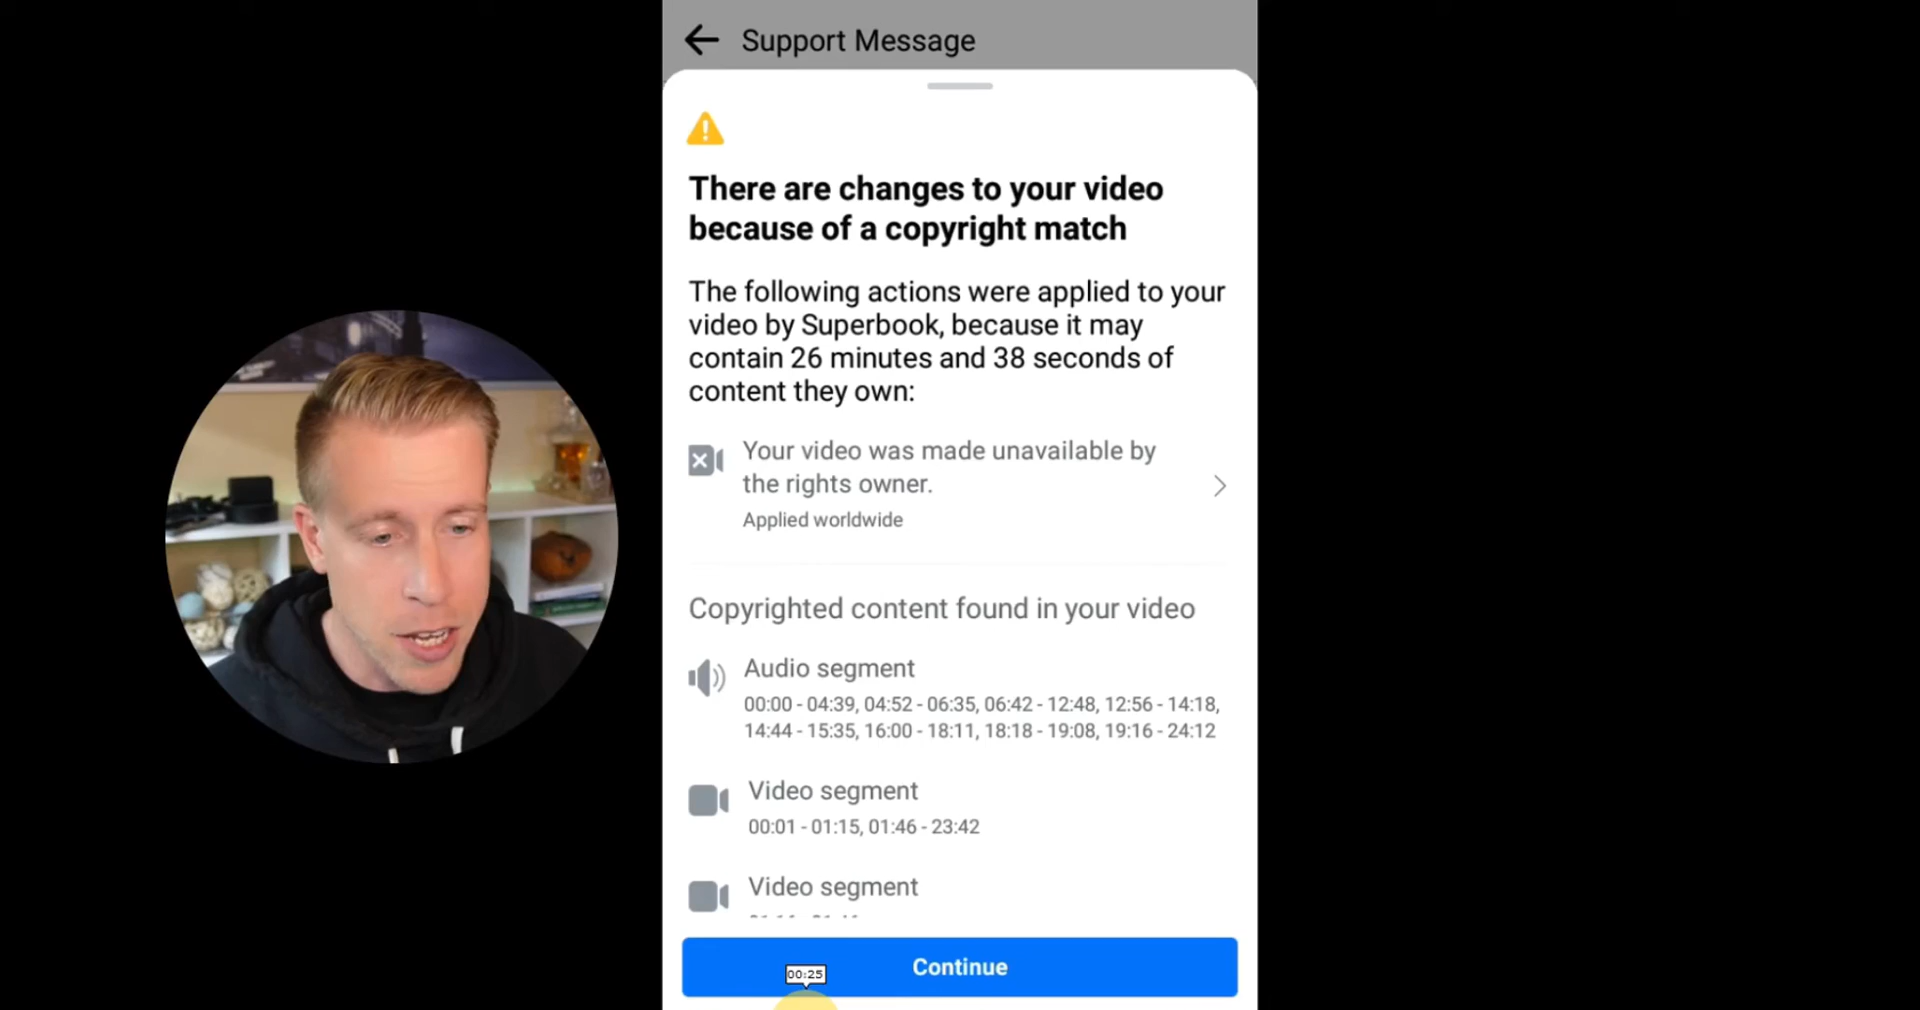 Support Message
There are changes to your video
because of a copyright match
The following actions were applied to your
video by Superbook, because it may
contain 26 minutes and 38 seconds of
content they own:
Your video was made unavailable by
the rights owner.
Applied worldwide
Copyrighted content found in your video
Audio segment
00:00 - 04:39, 04:52 - 06:35, 06:42 - 12:48, 12:56 - 14:18,
14:44 - 15:35, 16:00 - 18:11, 18:18 - 19:08, 19:16 - 24:12
Video segment
00:01 - 01:15, 01:46 - 23:42
Video segment
Continue
00:25